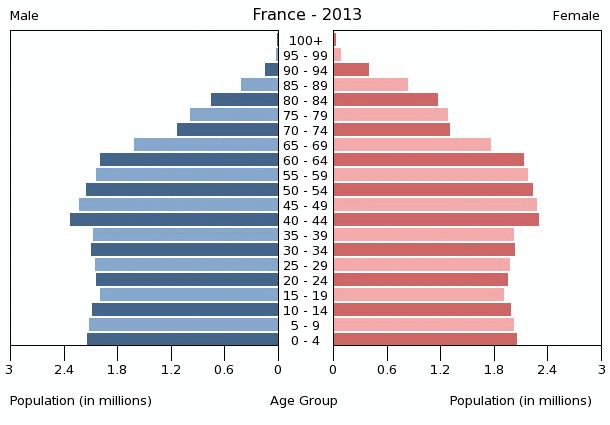 France - 2013
Male
Female
100+
95 - 99
90 - 94
85 - 89
80 - 84
75 - 79
70 - 74
65 - 69
60 - 64
55 - 59
50 - 54
45 - 49
40 - 44
35 - 39
30 - 34
25 - 29
20 - 24
15 - 19
10 - 14
5 - 9
0 - 4
3 2.4 1.8 1.2 0.6 0 0 0.6 1.2 1.8 2.4 3
Population (in millions) Age Group Population (in millions)